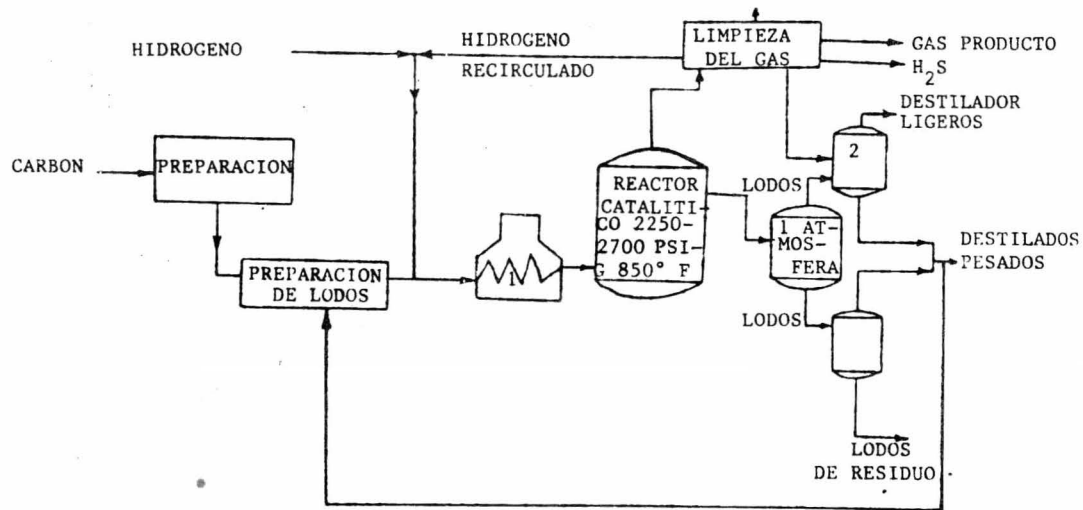 LIMPIEZA
DEL GAS
GAS PRODUCTO
H2S
HIDROGENO
HIDROGENO
RECIRCULADO
DESTILADOR
LIGEROS
CARBON
PREPARACION
2
REACTOR
CATALITI-
CO 2250-
2700 PSI-
G 850° F
LODOS
1 AT-
MOS-
FERA
DESTILADOS
PESADOS
PREPARACION
DE LODOS
1
LODOS
LODOS
DE RESIDUO